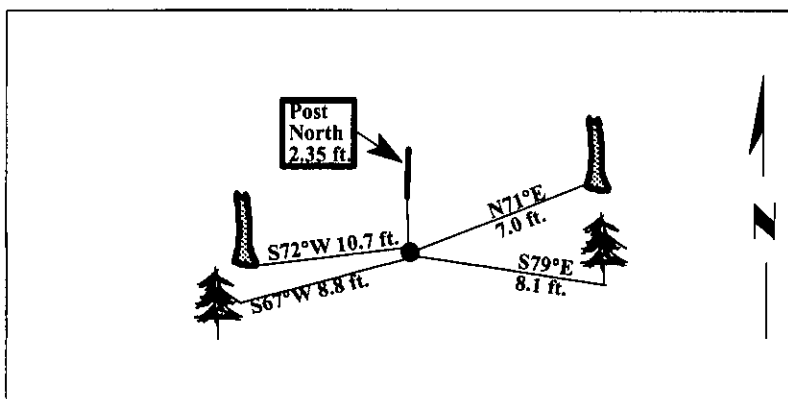 Post
North
2.35 ft.
N71°E
7.0 ft.
S72°W 10.7 ft.
S67°W 8.8 ft.
S79°E
8.1 ft.
N